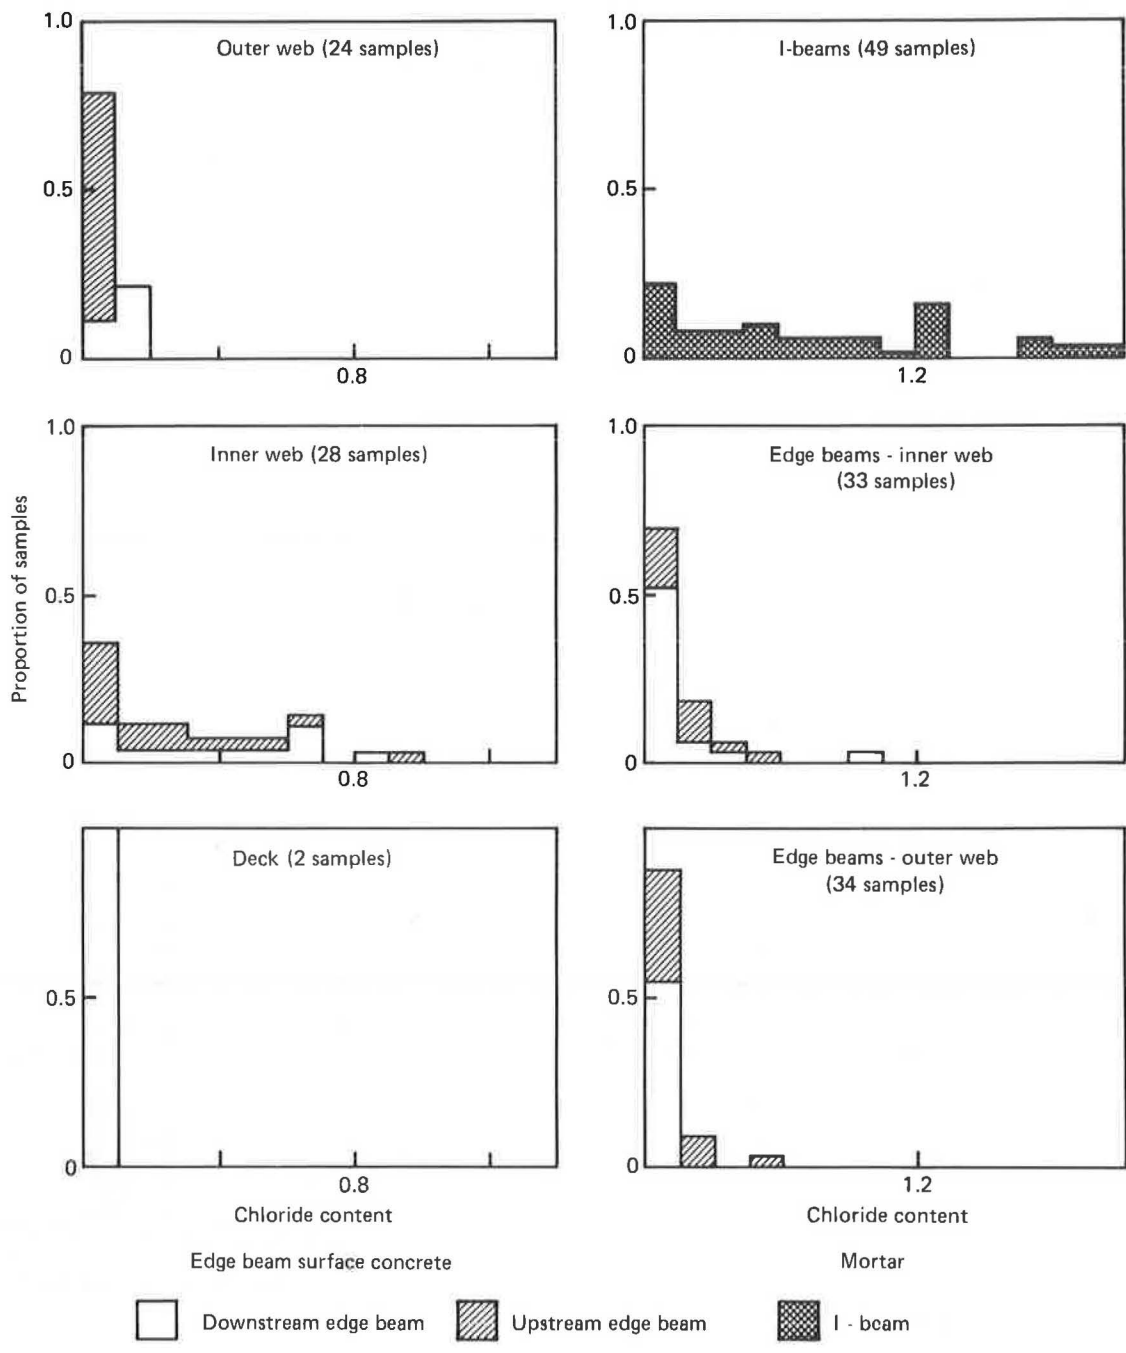 1.0
Outer web (24 samples)
0.5
0
0.8
1.0
I-beams (49 samples)
0.5
0
1.2
Proportion of samples
1.0
Inner web (28 samples)
0.5
0
0.8
1.0
Edge beams - inner web
(33 samples)
0.5
0
1.2
Deck (2 samples)
0.5
0
0.8
Chloride content
Edge beam surface concrete
Edge beams - outer web
(34 samples)
0.5
0
1.2
Chloride content
Mortar
Downstream edge beam
Upstream edge beam
I - beam